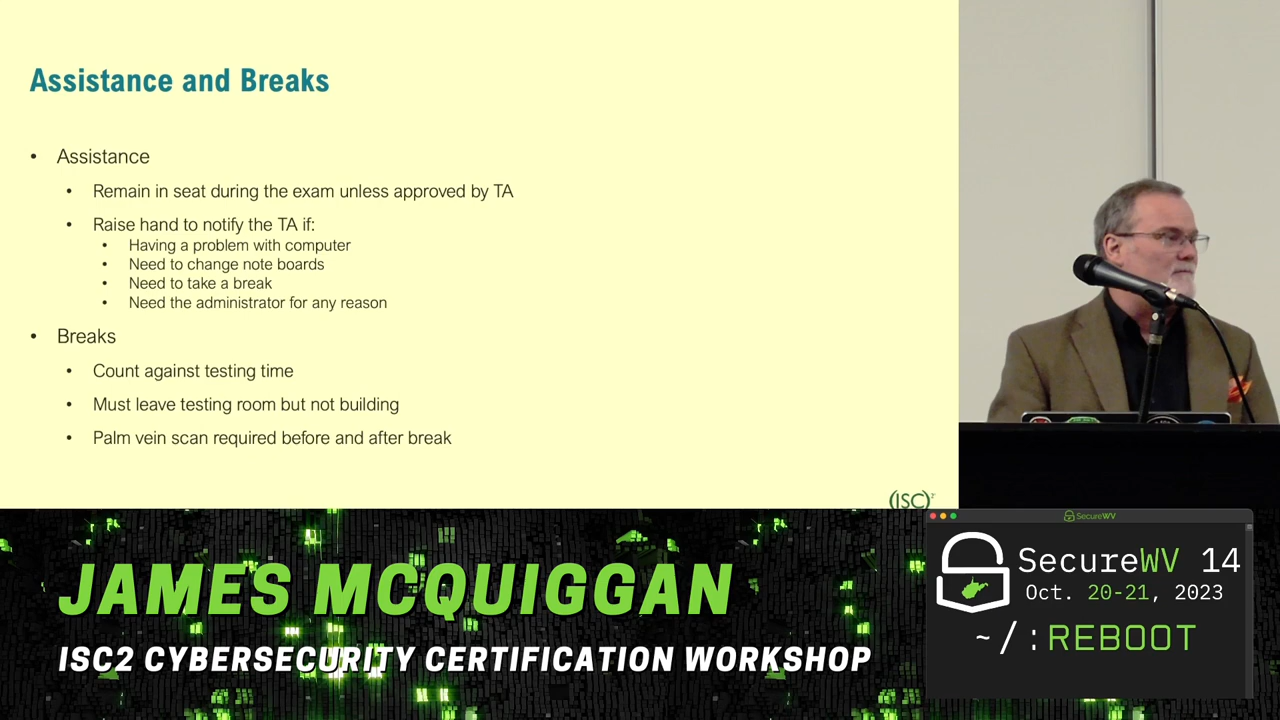 Assistance and Breaks
• Assistance
• Remain in seat during the exam unless approved by TA
• Raise hand to notify the TA if:
• Having a problem with computer
• Need to change note boards
• Need to take a break
• Need the administrator for any reason
• Breaks
• Count against testing time
• Must leave testing room but not building
• Palm vein scan required before and after break
(ISC)²
JAMES MCQUIGGAN
ISC2 CYBERSECURITY CERTIFICATION WORKSHOP
SecureWV
SecureWV 14
Oct. 20-21, 2023
~/:REBOOT